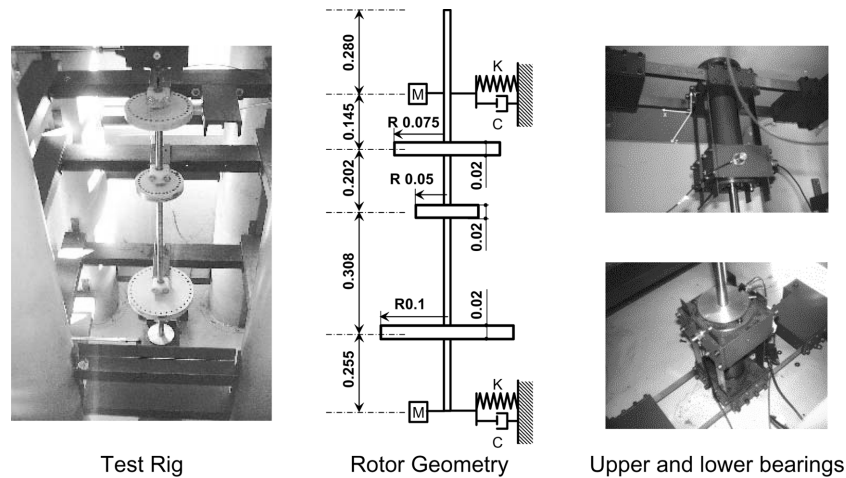 0.280
K
M
0.145
C
R 0.075
0.202
0.02
R 0.05
0.02
0.308
0.02
R0.1
0.255
K
M
C
Test Rig
Rotor Geometry
Upper and lower bearings